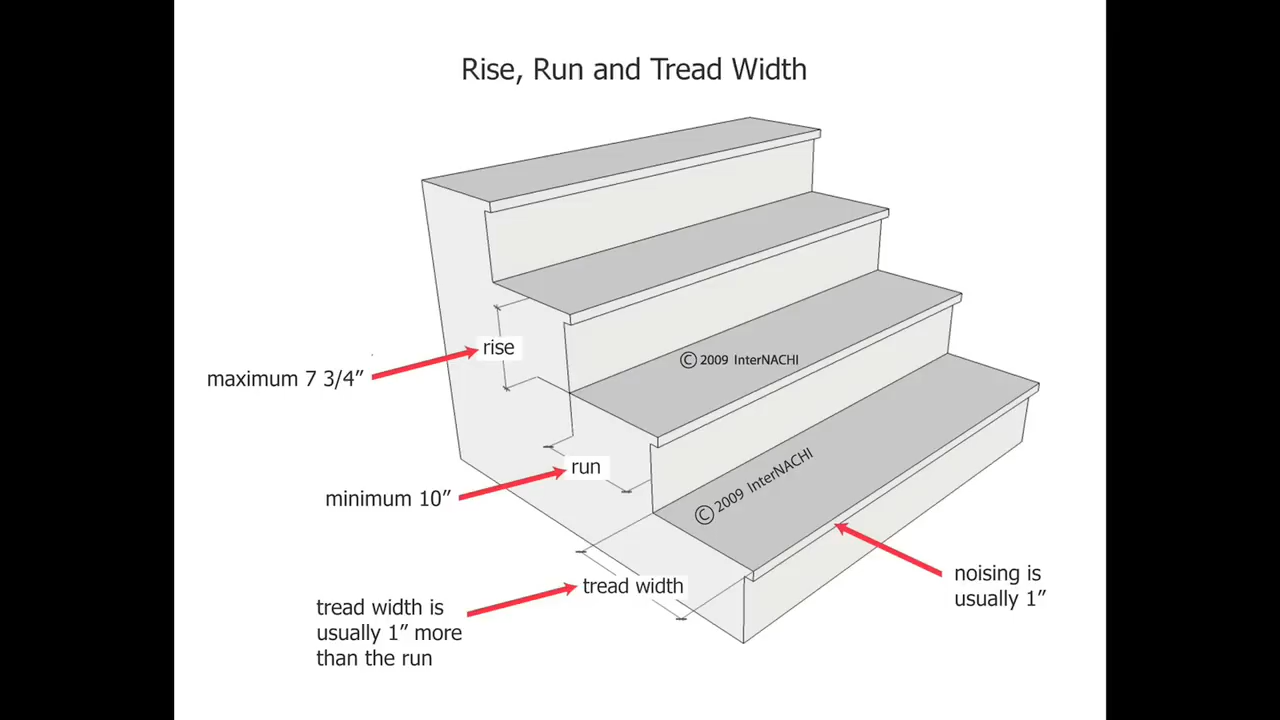 Rise, Run and Tread Width
rise
maximum 7 3/4”
© 2009 InterNACHI
run
minimum 10”
© 2009 InterNACHI
tread width
tread width is
usually 1” more
than the run
noising is
usually 1”